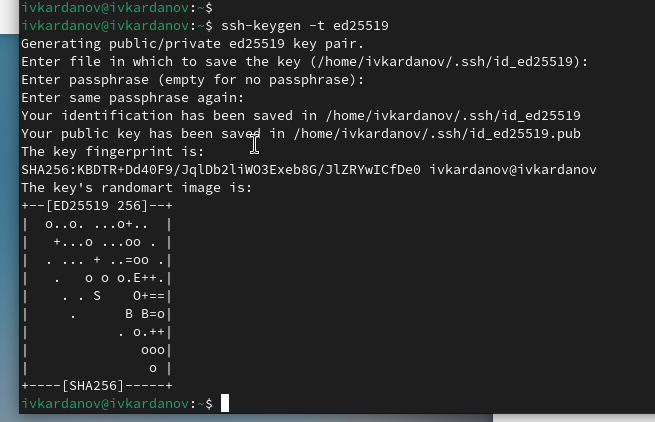 ivkardanov@ivkardanov:~$
ivkardanov@ivkardanov:~$ ssh-keygen -t ed25519
Generating public/private ed25519 key pair.
Enter file in which to save the key (/home/ivkardanov/.ssh/id_ed25519):
Enter passphrase (empty for no passphrase):
Enter same passphrase again:
Your identification has been saved in /home/ivkardanov/.ssh/id_ed25519
Your public key has been saved in /home/ivkardanov/.ssh/id_ed25519.pub
The key fingerprint is:
SHA256:KBDTR+Dd40F9/JqlDb2liWO3Exeb8G/JlZRYwICfDe0 ivkardanov@ivkardanov
The key's randomart image is:
+--[ED25519 256]--+
|  o..o. ...o+..  |
|   +...o ...oo . |
|  . ... + ..=oo .|
|   .   o o o.E++.|
|    . . S    O+==|
|     .      B B=o|
|           . o.++|
|              ooo|
|               o |
+----[SHA256]-----+
ivkardanov@ivkardanov:~$